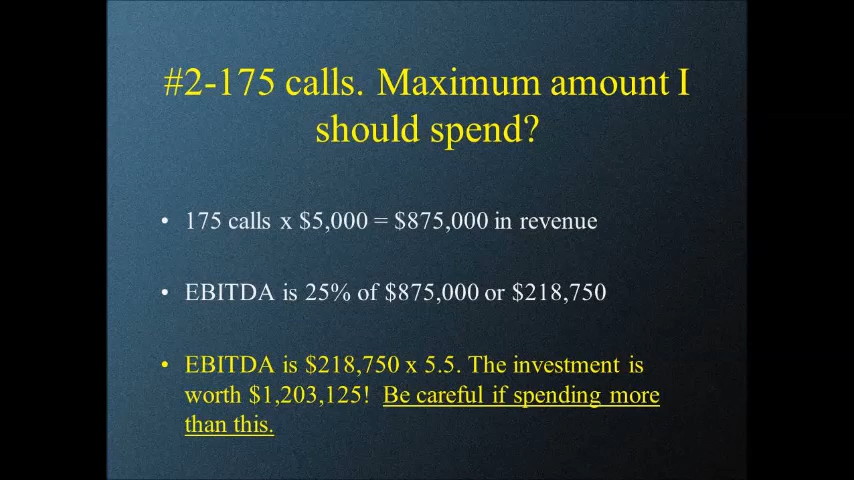 #2-175 calls. Maximum amount I
should spend?
• 175 calls x $5,000 = $875,000 in revenue
• EBITDA is 25% of $875,000 or $218,750
• EBITDA is $218,750 x 5.5. The investment is
worth $1,203,125! Be careful if spending more
than this.